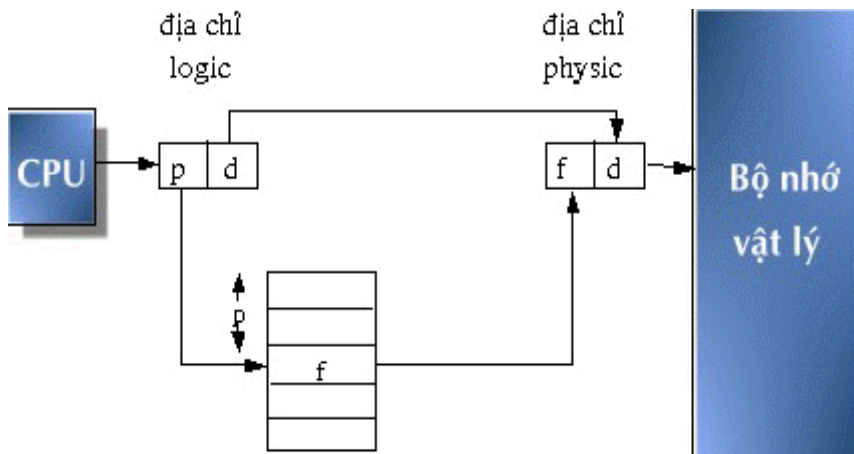 địa chỉ
logic
địa chỉ
physic
CPU
p d
f d
Bộ nhớ
vật lý
p
f